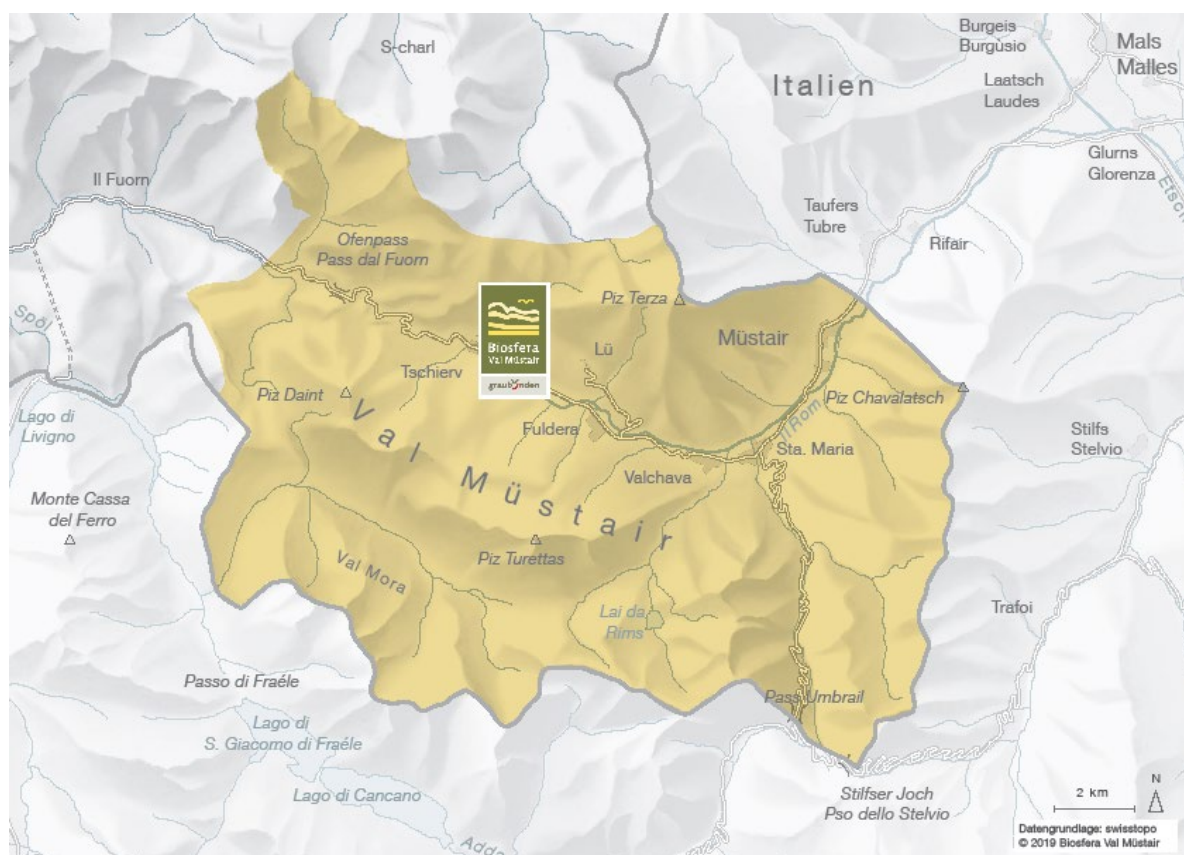 S-charl
Burgeis
Burgusio
Mals
Malles
Italien
Laatsch
Laudes
Glurns
Glorenza
Etsch
Il Fuorn
Taufers
Tubre
Rifair
Ofenpass
Pass dal Fuorn
Piz Terza
Spöl
Biosfera
Val Müstair
graubünden
Lü
Müstair
Tschierv
Piz Daint
Piz Chavalatsch
Il Rom
Lago di
Livigno
Fuldera
Sta. Maria
Stilfs
Stelvio
Val Müstair
Valchava
Monte Cassa
del Ferro
Piz Turettas
Val Mora
Lai da
Rims
Trafoi
Passo di Fraéle
Pass Umbrail
Lago di
S. Giacomo di Fraéle
Lago di Cancano
Adda
Stilfser Joch
Pso dello Stelvio
2 km
N
Datengrundlage: swisstopo
© 2019 Biosfera Val Müstair